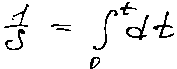 1/s = ∫₀ᵗ dt